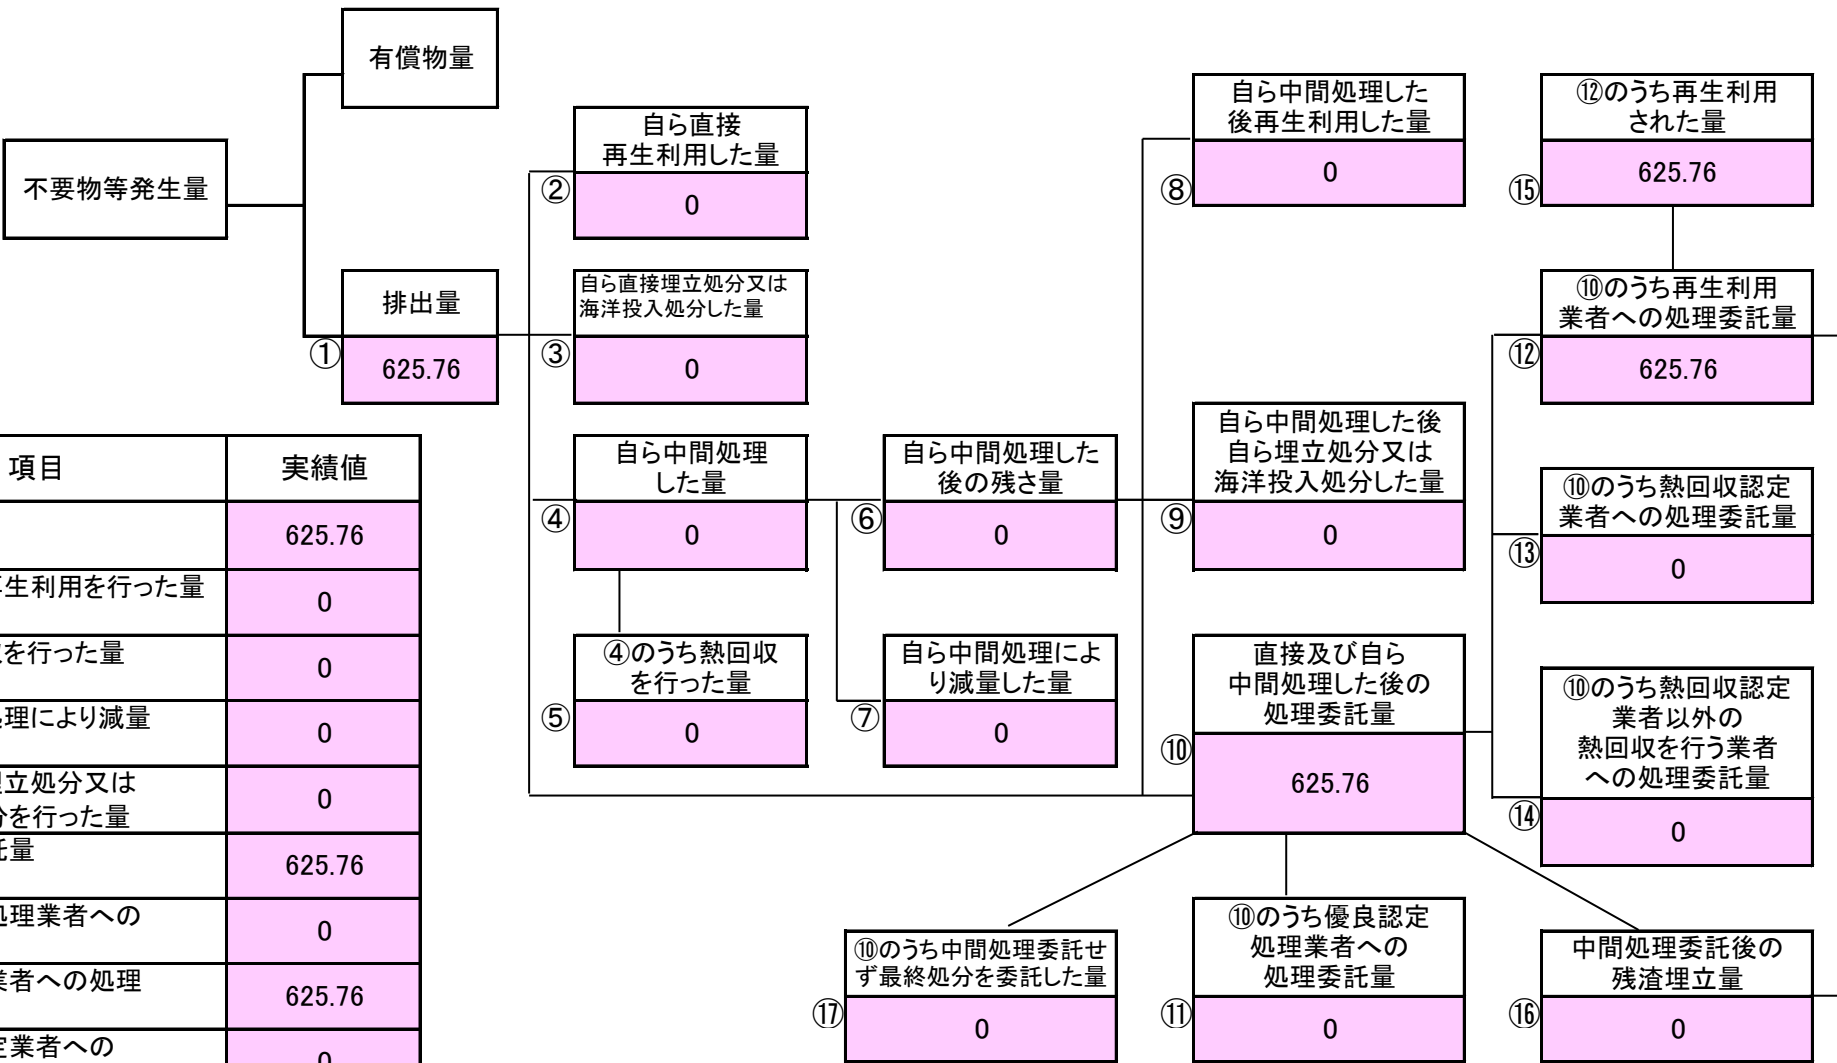 有償物量
不要物等発生量
排出量
①
625.76
自ら直接
再生利用した量
②
0
自ら直接埋立処分又は
海洋投入処分した量
③
0
自ら中間処理
した量
④
0
④のうち熱回収
を行った量
⑤
0
自ら中間処理した
後の残さ量
⑥
0
自ら中間処理によ
り減量した量
⑦
0
自ら中間処理した
後再生利用した量
⑧
0
自ら中間処理した後
自ら埋立処分又は
海洋投入処分した量
⑨
0
直接及び自ら
中間処理した後の
処理委託量
⑩
625.76
⑫のうち再生利用
された量
⑮
625.76
⑩のうち再生利用
業者への処理委託量
⑫
625.76
⑩のうち熱回収認定
業者への処理委託量
⑬
0
⑩のうち熱回収認定
業者以外の
熱回収を行う業者
への処理委託量
⑭
0
⑩のうち中間処理委託せ
ず最終処分を委託した量
⑰
0
⑩のうち優良認定
処理業者への
処理委託量
⑪
0
中間処理委託後の
残渣埋立量
⑯
0
項目 実績値
625.76
生利用を行った量
0
を行った量
0
理により減量
0
立処分又は
を行った量
0
量
625.76
処理業者への
0
業者への処理
625.76
業者への
0